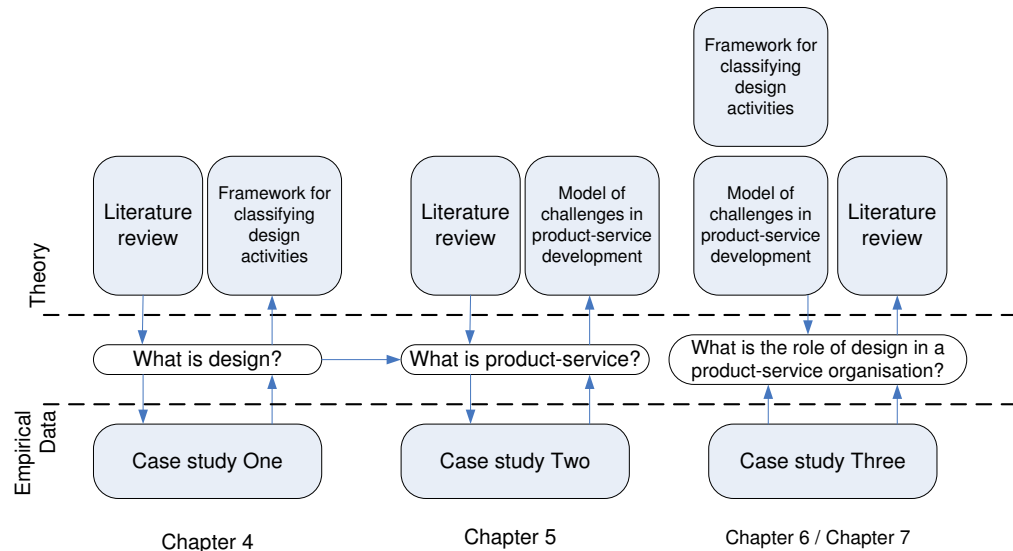 Framework for
classifying
design
activities
Literature
review
Framework for
classifying
design
activities
Literature
review
Model of
challenges in
product-service
development
Model of
challenges in
product-service
development
Literature
review
Theory
What is design?
What is product-service?
What is the role of design in a
product-service organisation?
Empirical
Data
Case study One
Case study Two
Case study Three
Chapter 4
Chapter 5
Chapter 6 / Chapter 7